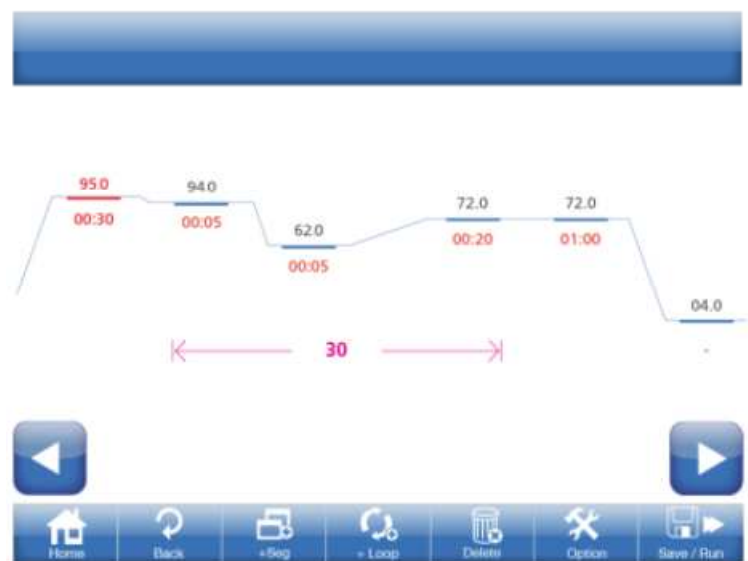 95.0
94.0
72.0
72.0
00:30
00:05
62.0
00:20
01:00
00:05
04.0
30
-
Home
Back
+Seg
+ Loop
Delete
Option
Save / Run